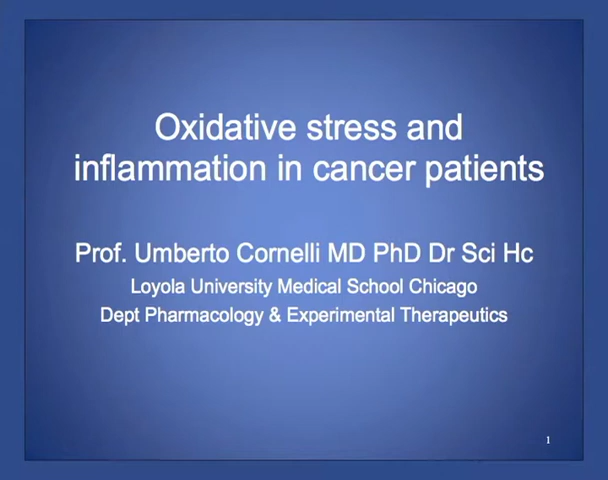 Oxidative stress and
inflammation in cancer patients
Prof. Umberto Cornelli MD PhD Dr Sci Hc
Loyola University Medical School Chicago
Dept Pharmacology & Experimental Therapeutics
1